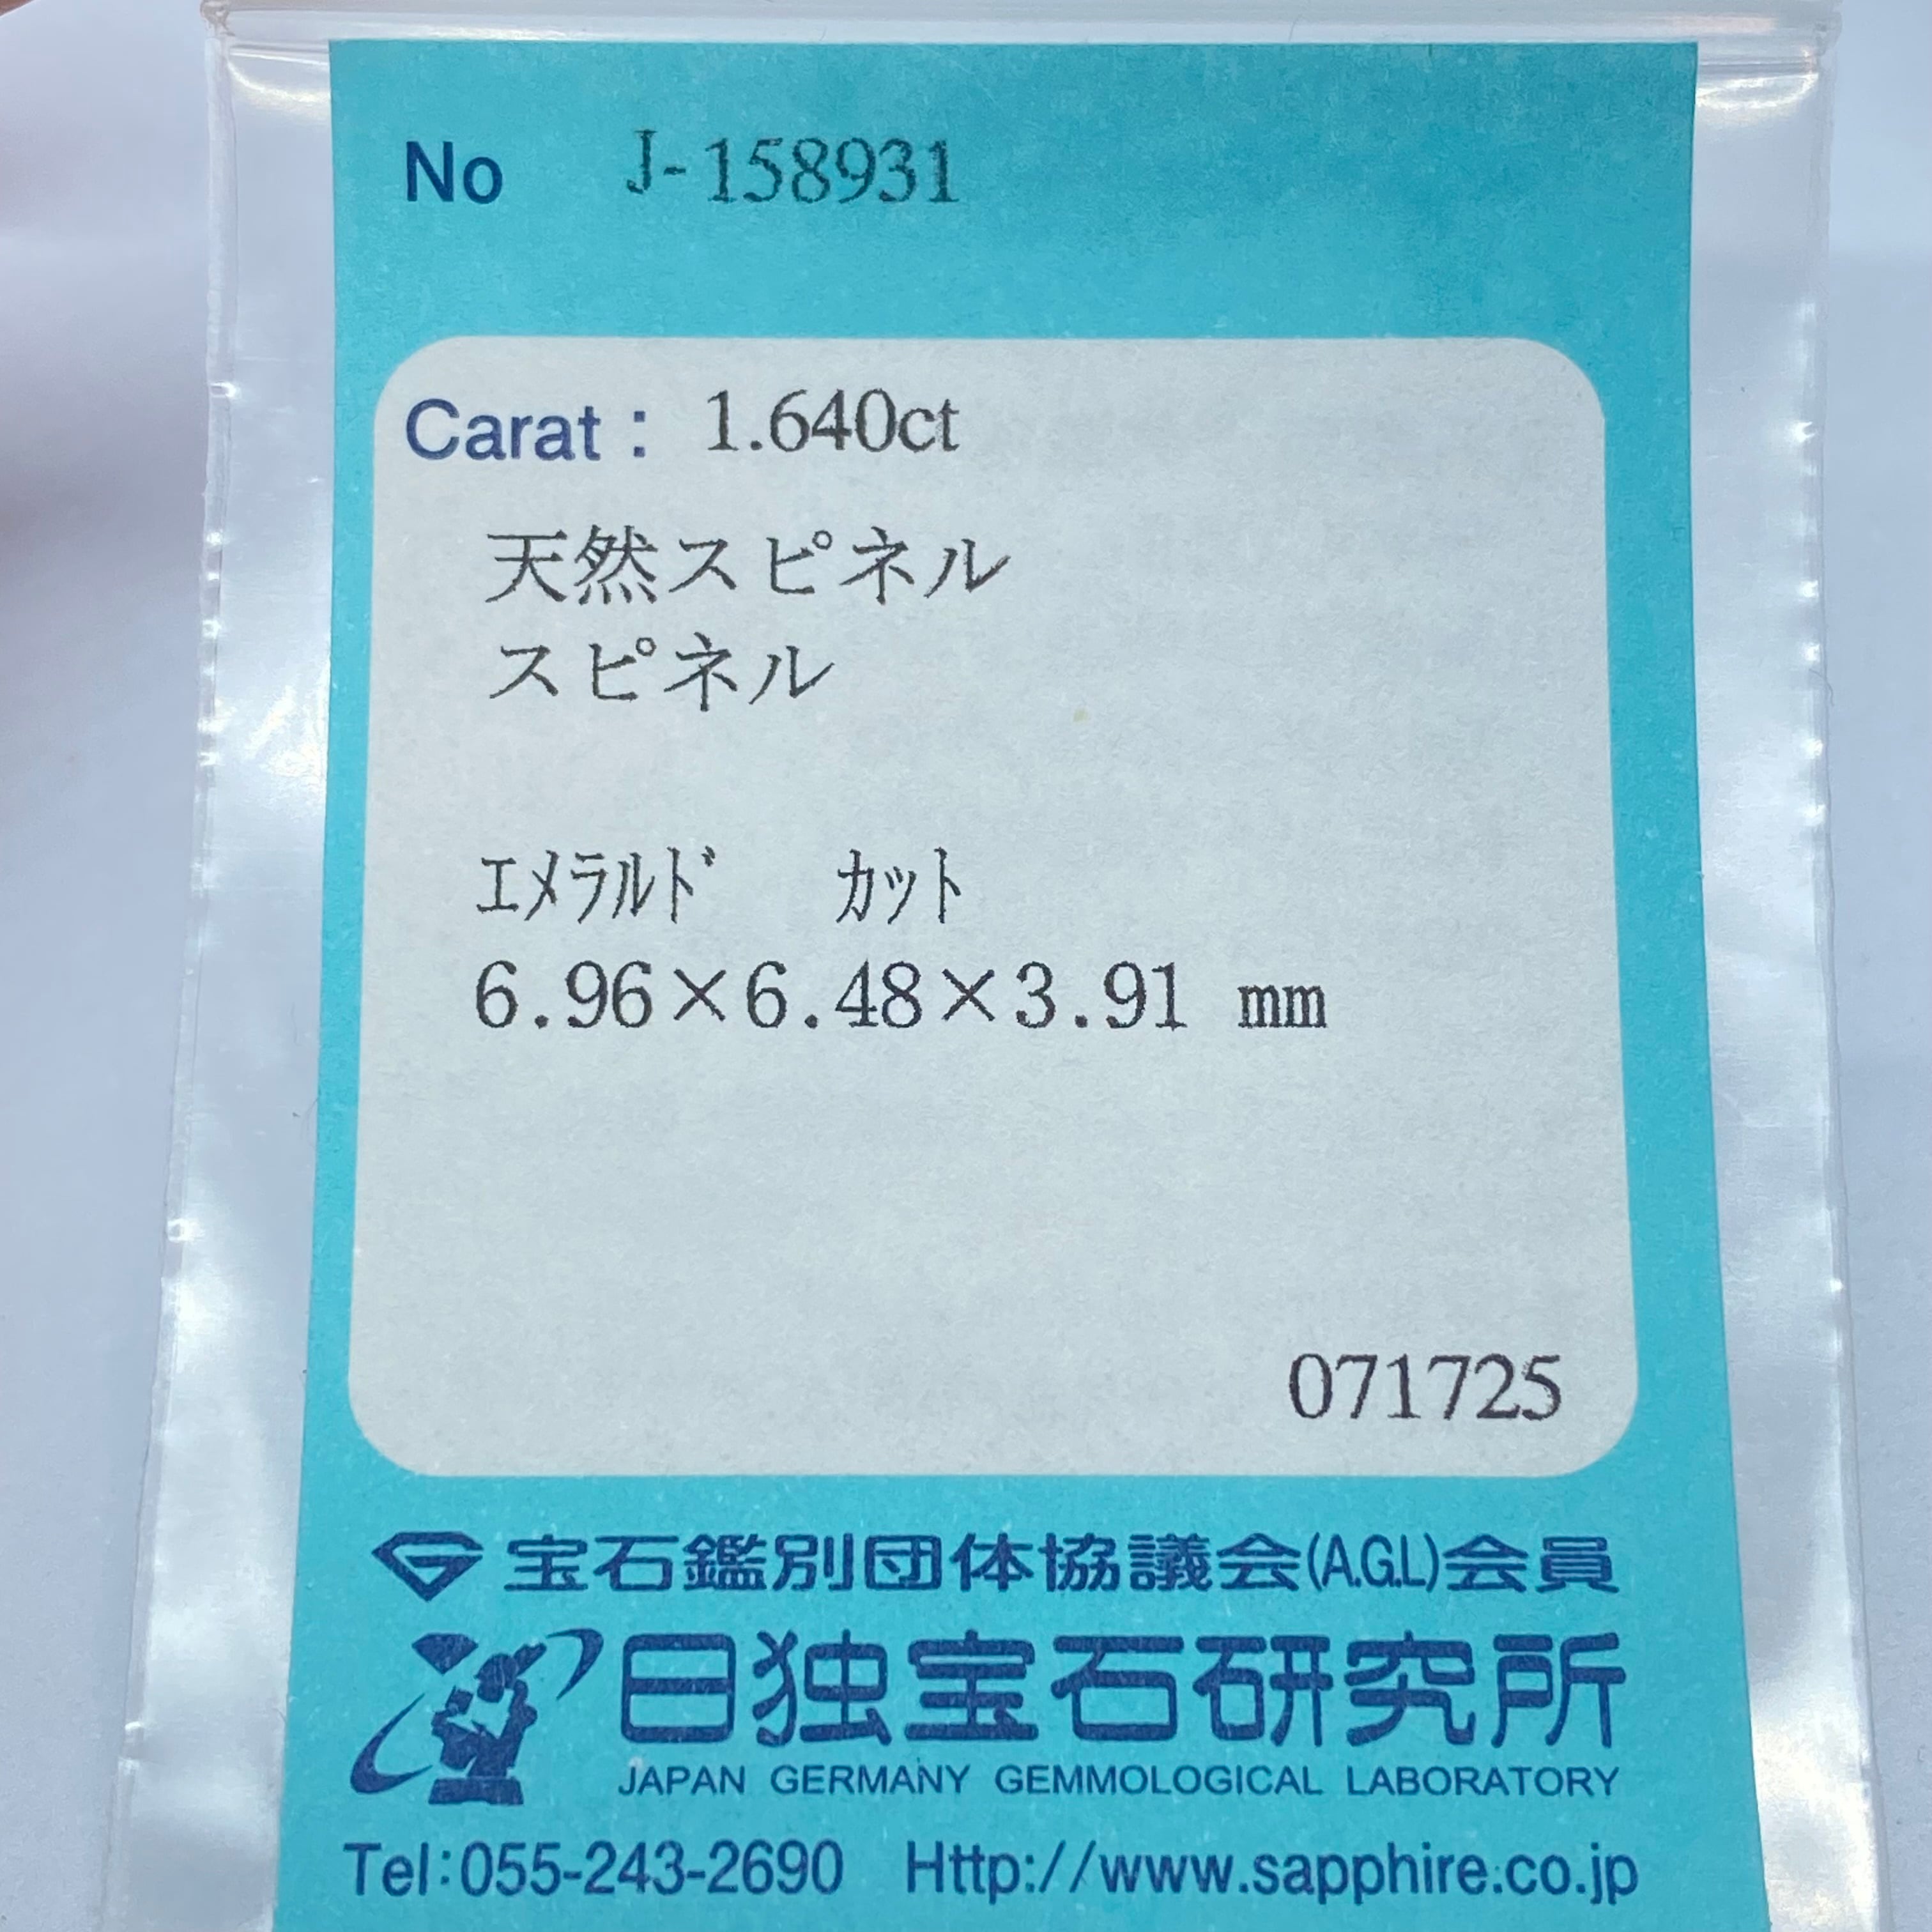 No J-158931
Carat : 1.640ct
天然スピネル
スピネル
ｴﾒﾗﾙﾄﾞ ｶｯﾄ
6.96×6.48×3.91 mm
071725
宝石鑑別団体協議会(A.G.L)会員
日独宝石研究所
JAPAN GERMANY GEMMOLOGICAL LABORATORY
Tel:055-243-2690 Http://www.sapphire.co.jp